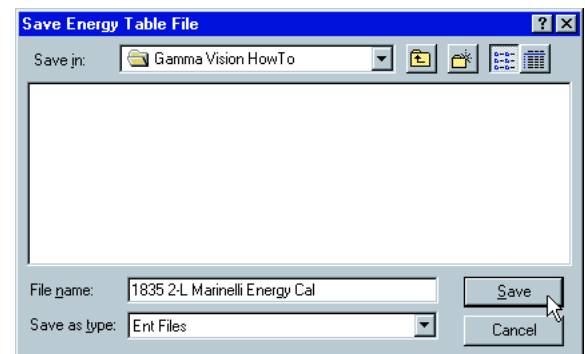 Save Energy Table File
Save in: Gamma Vision HowTo
File name: 1835 2-L Marinelli Energy Cal Save
Save as type: Ent Files Cancel